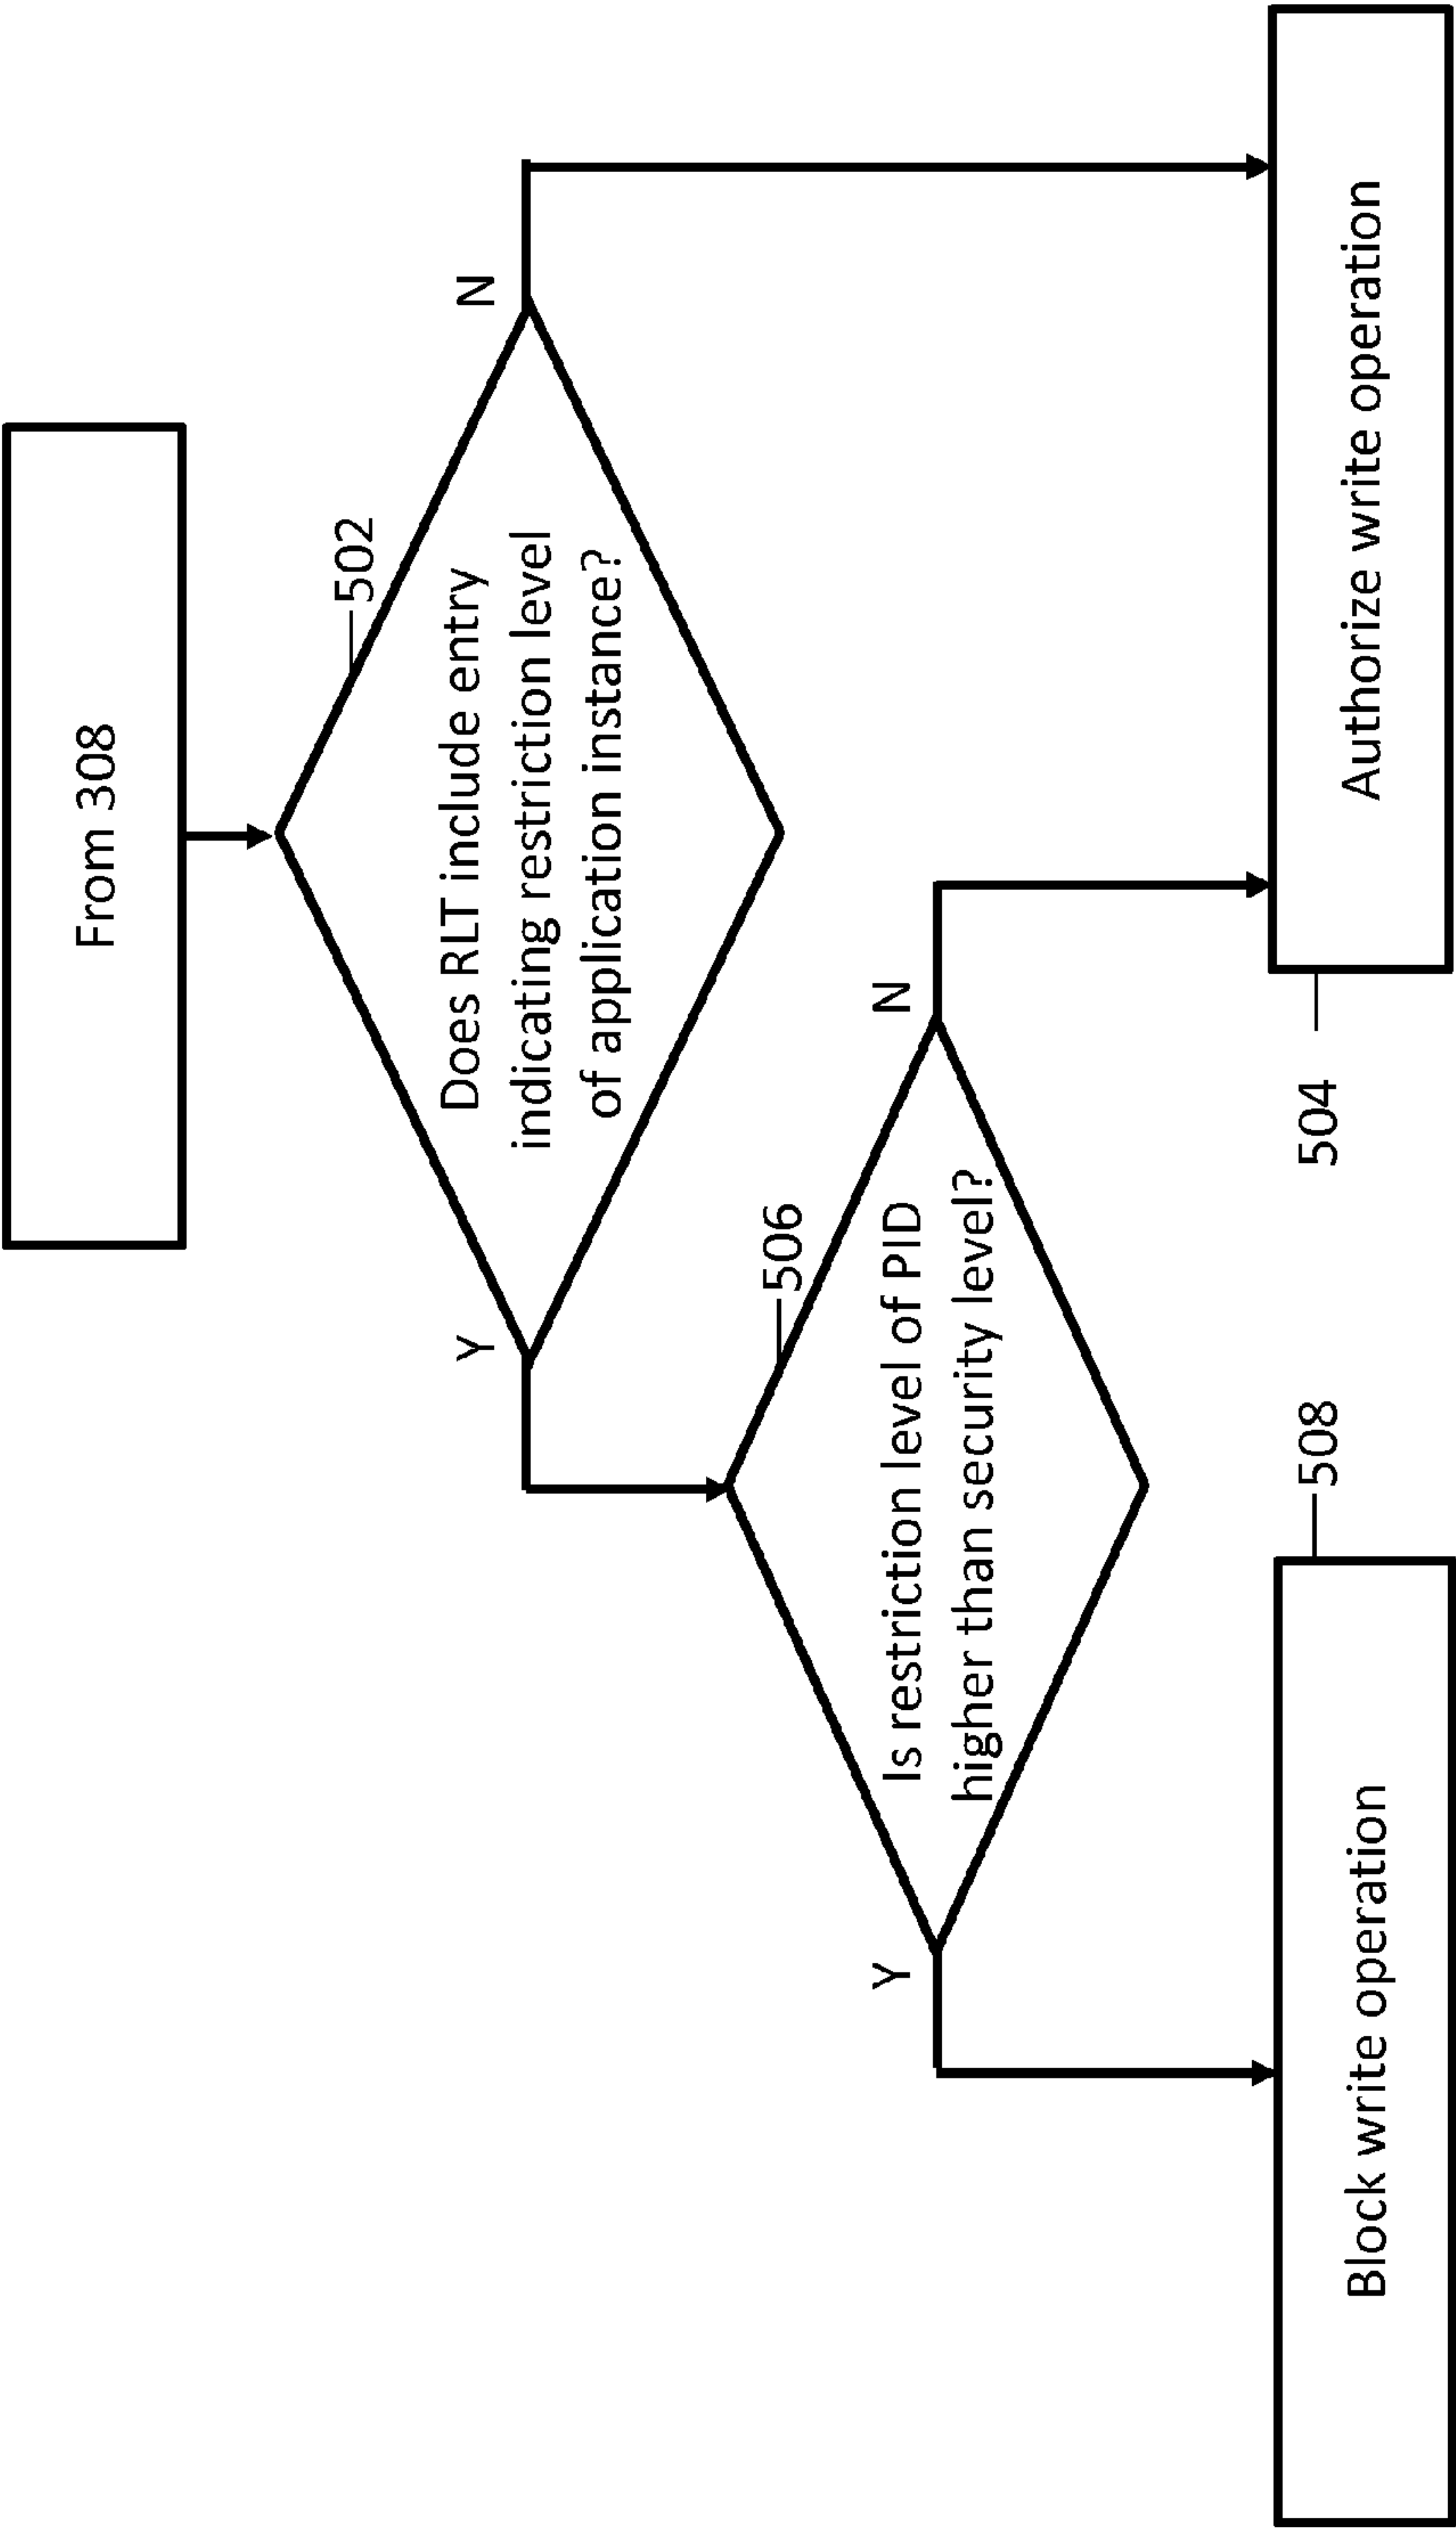 From 308
502
Does RLT include entry
indicating restriction level
of application instance?
Y
N
506
Is restriction level of PID
higher than security level?
Y
N
508
504
Block write operation
Authorize write operation